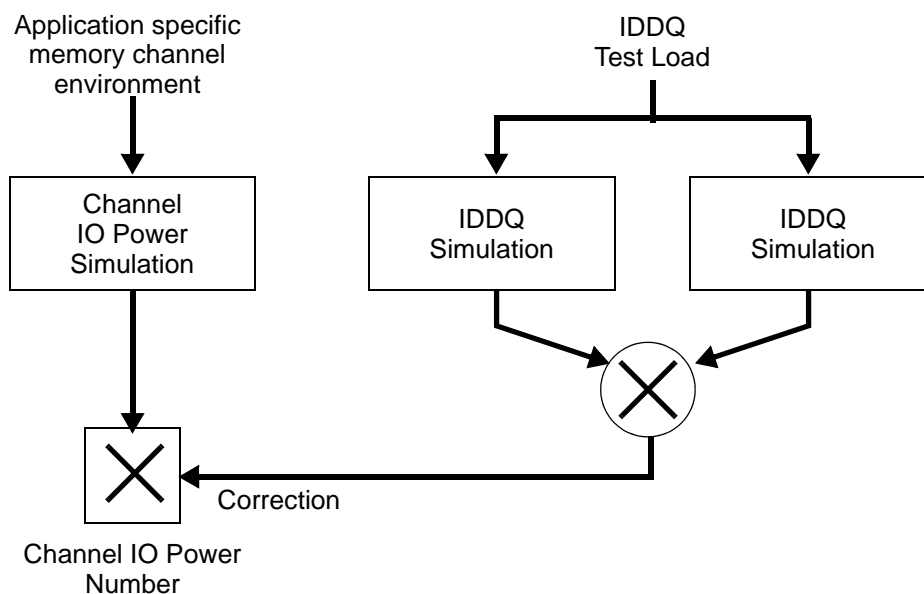 Application specific
memory channel
environment
IDDQ
Test Load
Channel
IO Power
Simulation
IDDQ
Simulation
IDDQ
Simulation
Correction
Channel IO Power
Number